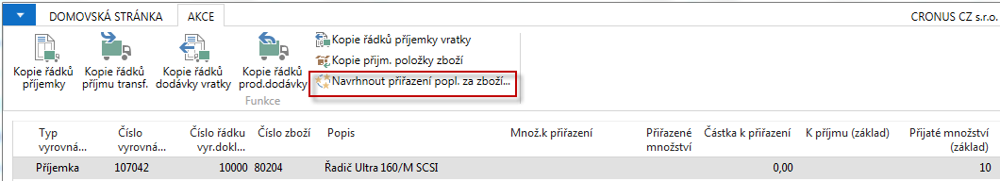 DOMOVSKÁ STRÁNKA AKCE CRONUS CZ s.r.o.
Kopie řádků příjemky
Kopie řádků příjmu transf.
Kopie řádků dodávky vratky
Kopie řádků prod.dodávky
Kopie řádků příjemky vratky
Kopie přijm. položky zboží
Navrhnout přiřazení popl. za zboží...
Funkce
Typ vyrovná... Číslo vyrovná... Číslo řádku vyr.dokl... Číslo zboží Popis Množ.k přiřazení Přiřazené množství Částka k přiřazení K příjmu (základ) Přijaté množství (základ)
Příjemka 107042 10000 80204 Řadič Ultra 160/M SCSI 0,00 10